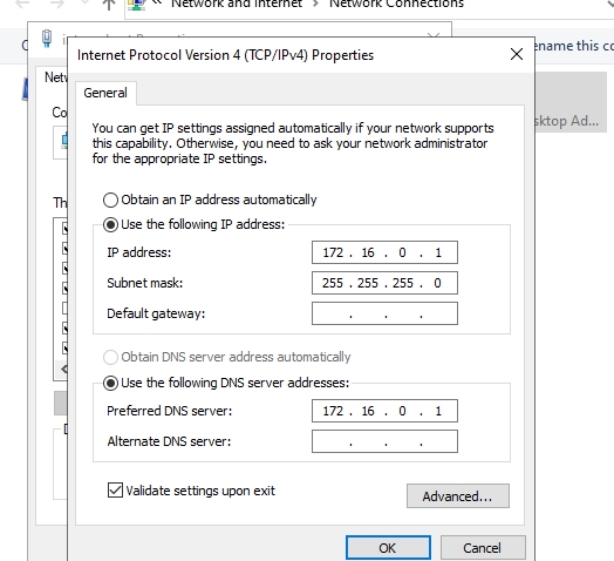 Network and Internet > Network Connections
Internet Protocol Version 4 (TCP/IPv4) Properties
ename this co
General
You can get IP settings assigned automatically if your network supports
this capability. Otherwise, you need to ask your network administrator
for the appropriate IP settings.
sktop Ad...
Obtain an IP address automatically
Use the following IP address:
IP address: 172 . 16 . 0 . 1
Subnet mask: 255 . 255 . 255 . 0
Default gateway: . . .
Obtain DNS server address automatically
Use the following DNS server addresses:
Preferred DNS server: 172 . 16 . 0 . 1
Alternate DNS server: . . .
Validate settings upon exit
Advanced...
OK Cancel